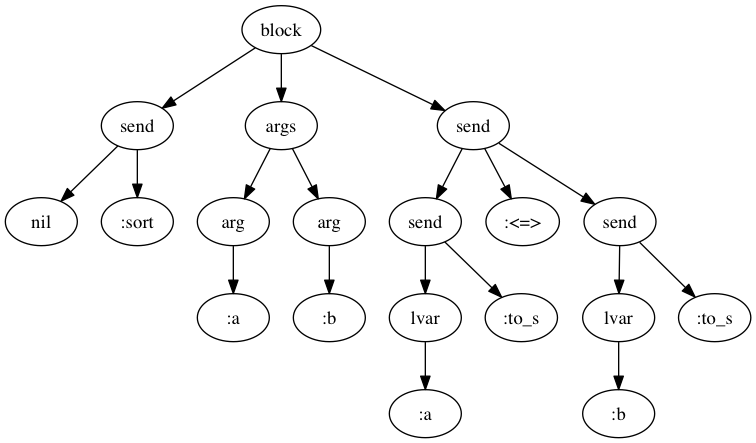 block
send args send
nil :sort arg arg send :<=> send
:a :b lvar :to_s lvar :to_s
:a :b